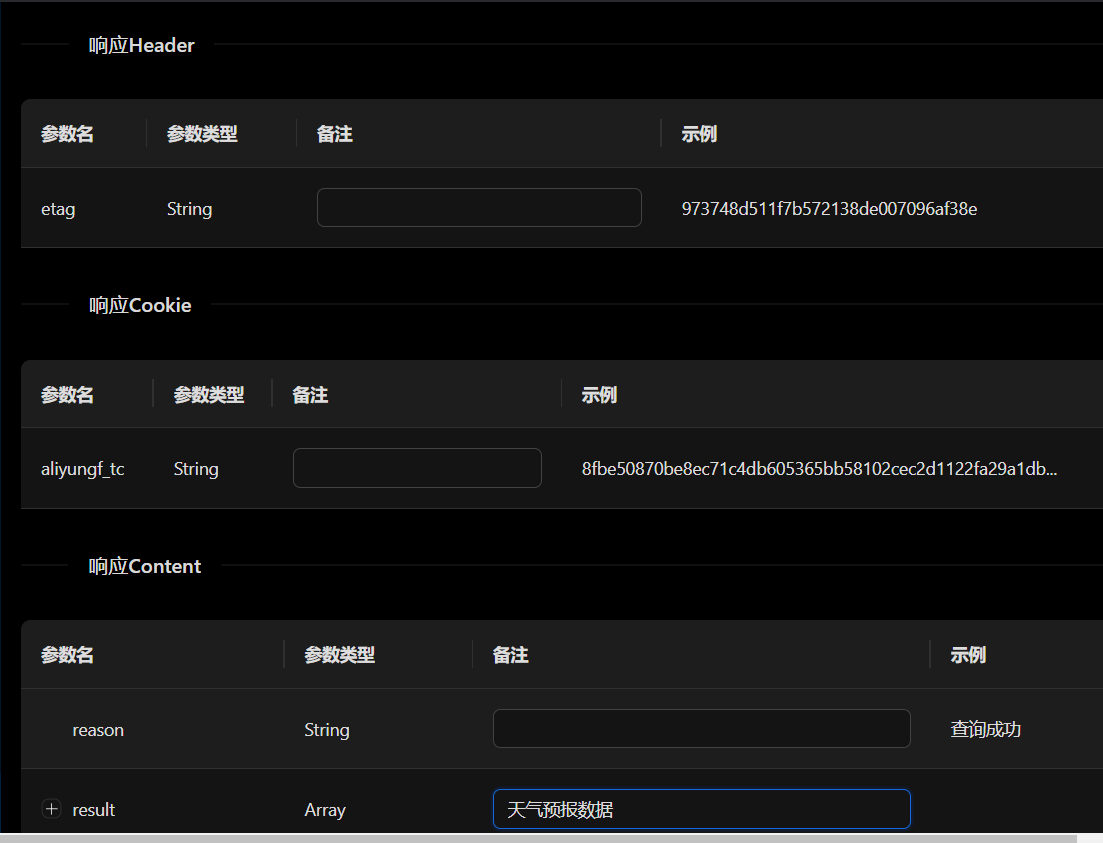 响应Header
参数名 参数类型 备注 示例
etag String 973748d511f7b572138de007096af38e
响应Cookie
参数名 参数类型 备注 示例
aliyungf_tc String 8fbe50870be8ec71c4db605365bb58102cec2d1122fa29a1db...
响应Content
参数名 参数类型 备注 示例
reason String 查询成功
result Array 天气预报数据